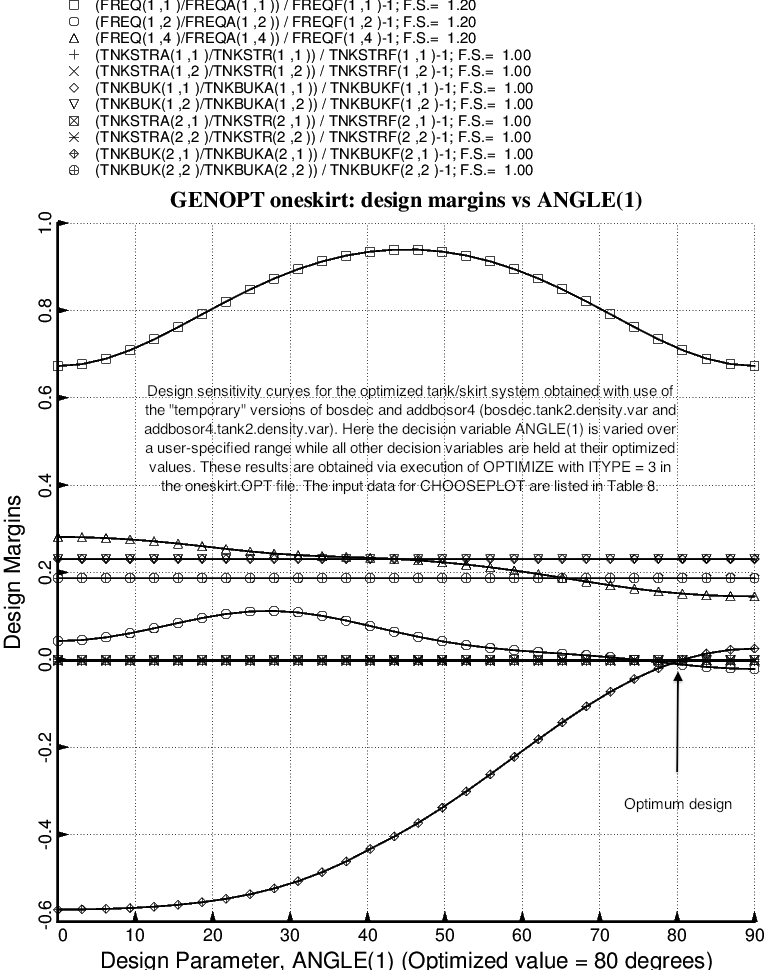 (FREQ(1 ,1 )/FREQA(1 ,1 )) / FREQF(1 ,1 )-1; F.S.= 1.20
(FREQ(1 ,2 )/FREQA(1 ,2 )) / FREQF(1 ,2 )-1; F.S.= 1.20
(FREQ(1 ,4 )/FREQA(1 ,4 )) / FREQF(1 ,4 )-1; F.S.= 1.20
(TNKSTRA(1 ,1 )/TNKSTR(1 ,1 )) / TNKSTRF(1 ,1 )-1; F.S.= 1.00
(TNKSTRA(1 ,2 )/TNKSTR(1 ,2 )) / TNKSTRF(1 ,2 )-1; F.S.= 1.00
(TNKBUK(1 ,1 )/TNKBUKA(1 ,1 )) / TNKBUKF(1 ,1 )-1; F.S.= 1.00
(TNKBUK(1 ,2 )/TNKBUKA(1 ,2 )) / TNKBUKF(1 ,2 )-1; F.S.= 1.00
(TNKSTRA(2 ,1 )/TNKSTR(2 ,1 )) / TNKSTRF(2 ,1 )-1; F.S.= 1.00
(TNKSTRA(2 ,2 )/TNKSTR(2 ,2 )) / TNKSTRF(2 ,2 )-1; F.S.= 1.00
(TNKBUK(2 ,1 )/TNKBUKA(2 ,1 )) / TNKBUKF(2 ,1 )-1; F.S.= 1.00
(TNKBUK(2 ,2 )/TNKBUKA(2 ,2 )) / TNKBUKF(2 ,2 )-1; F.S.= 1.00
GENOPT oneskirt: design margins vs ANGLE(1)
1.0
0.8
0.6
Design sensitivity curves for the optimized tank/skirt system obtained with use of
the "temporary" versions of bosdec and addbosor4 (bosdec.tank2.density.var and
addbosor4.tank2.density.var). Here the decision variable ANGLE(1) is varied over
a user-specified range while all other decision variables are held at their optimized
values. These results are obtained via execution of OPTIMIZE with ITYPE = 3 in
the oneskirt.OPT file. The input data for CHOOSEPLOT are listed in Table 8.
0.4
0.2
0.0
-0.2
-0.4
-0.6
Design Margins
Optimum design
0 10 20 30 40 50 60 70 80 90
Design Parameter, ANGLE(1) (Optimized value = 80 degrees)